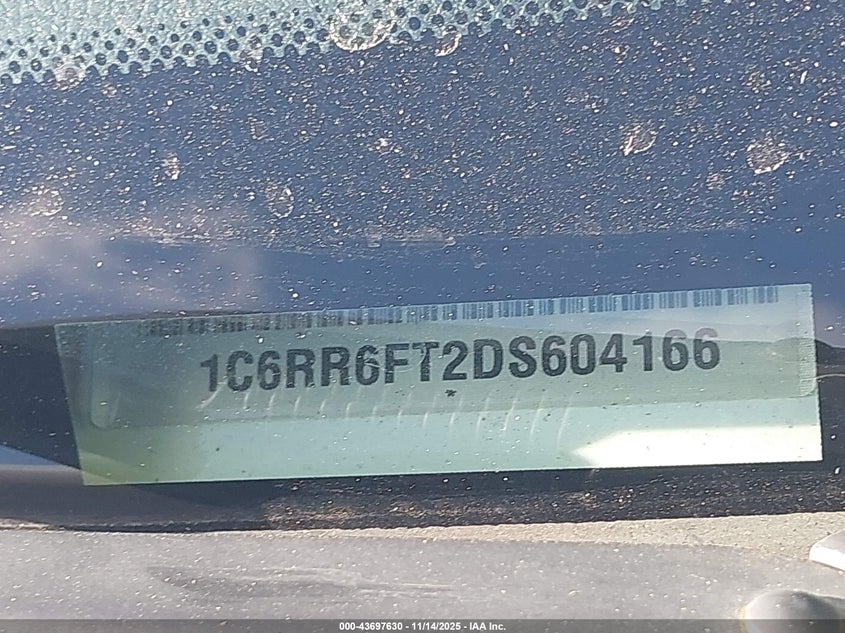 1C6RR6FT2DS604166
*
000-43697630 - 11/14/2025 - IAA Inc.